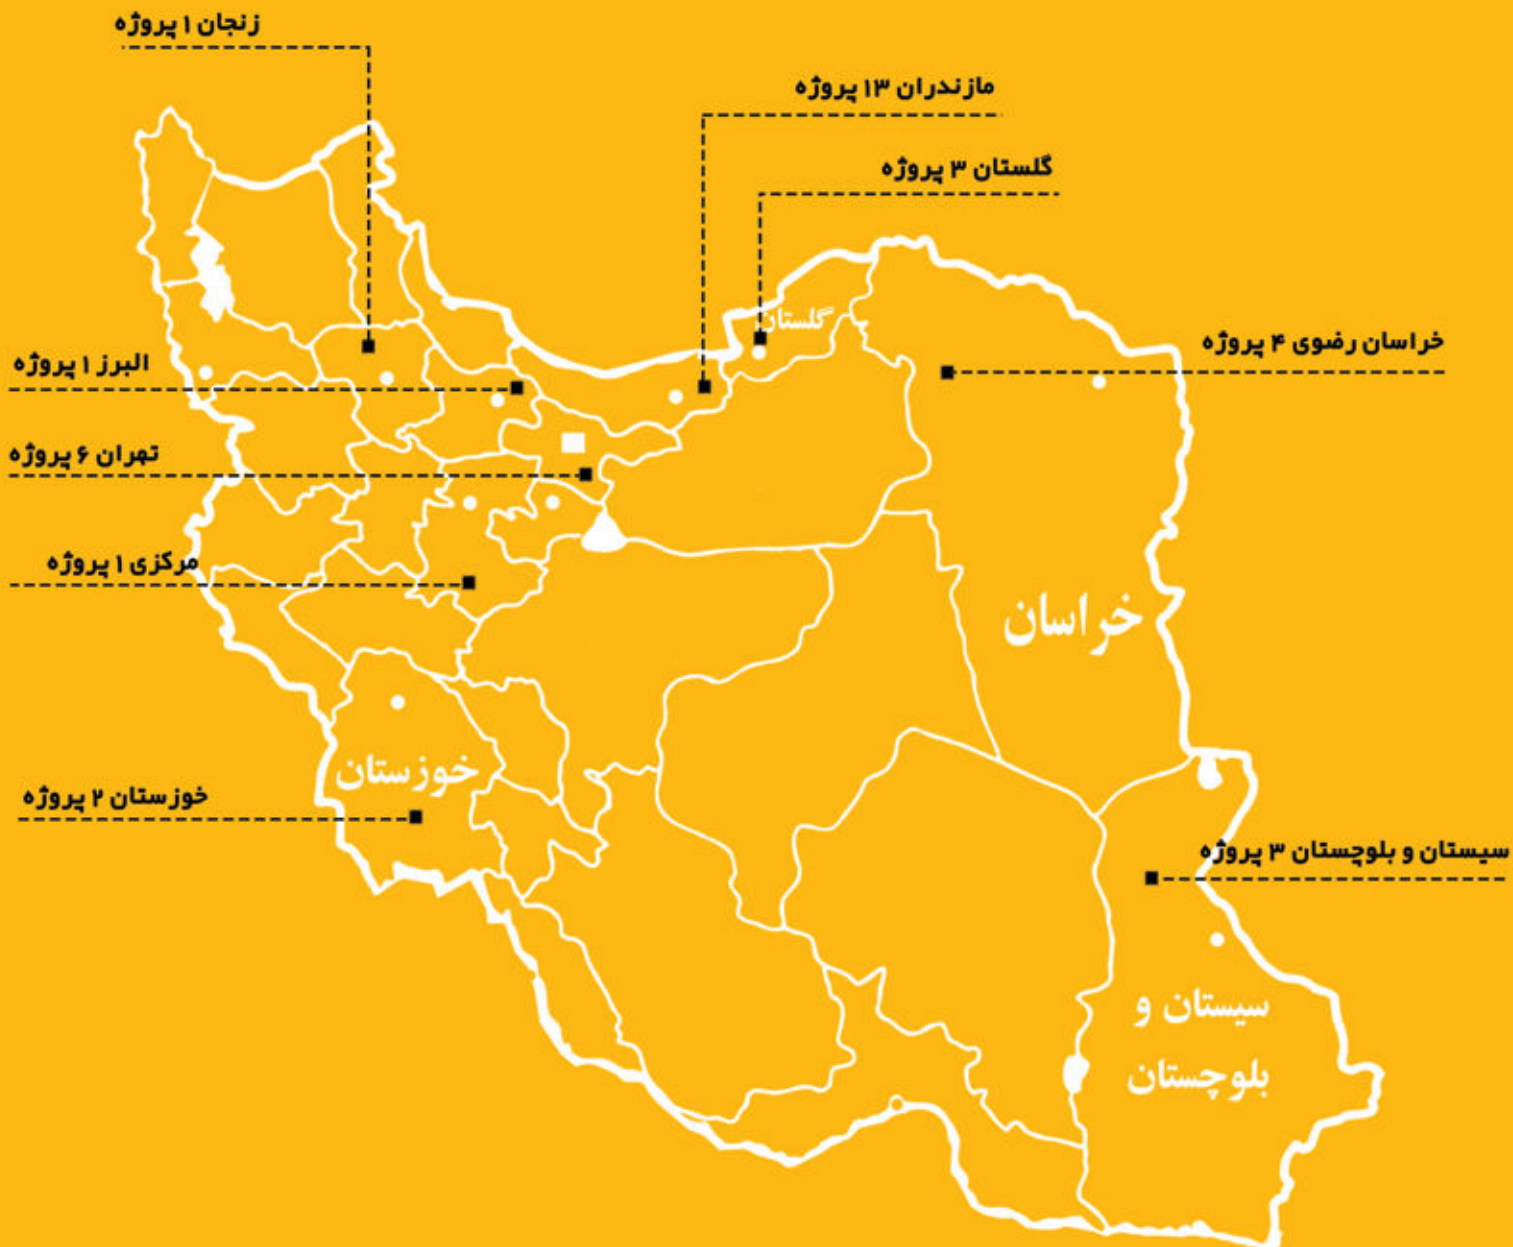 زنجان ۱ پروژه
مازندران ۱۳ پروژه
گلستان ۳ پروژه
گلستان
خراسان رضوی ۴ پروژه
البرز ۱ پروژه
تهران ۶ پروژه
مرکزی ۱ پروژه
خراسان
خوزستان
خوزستان ۲ پروژه
سیستان و بلوچستان ۳ پروژه
سیستان و
بلوچستان